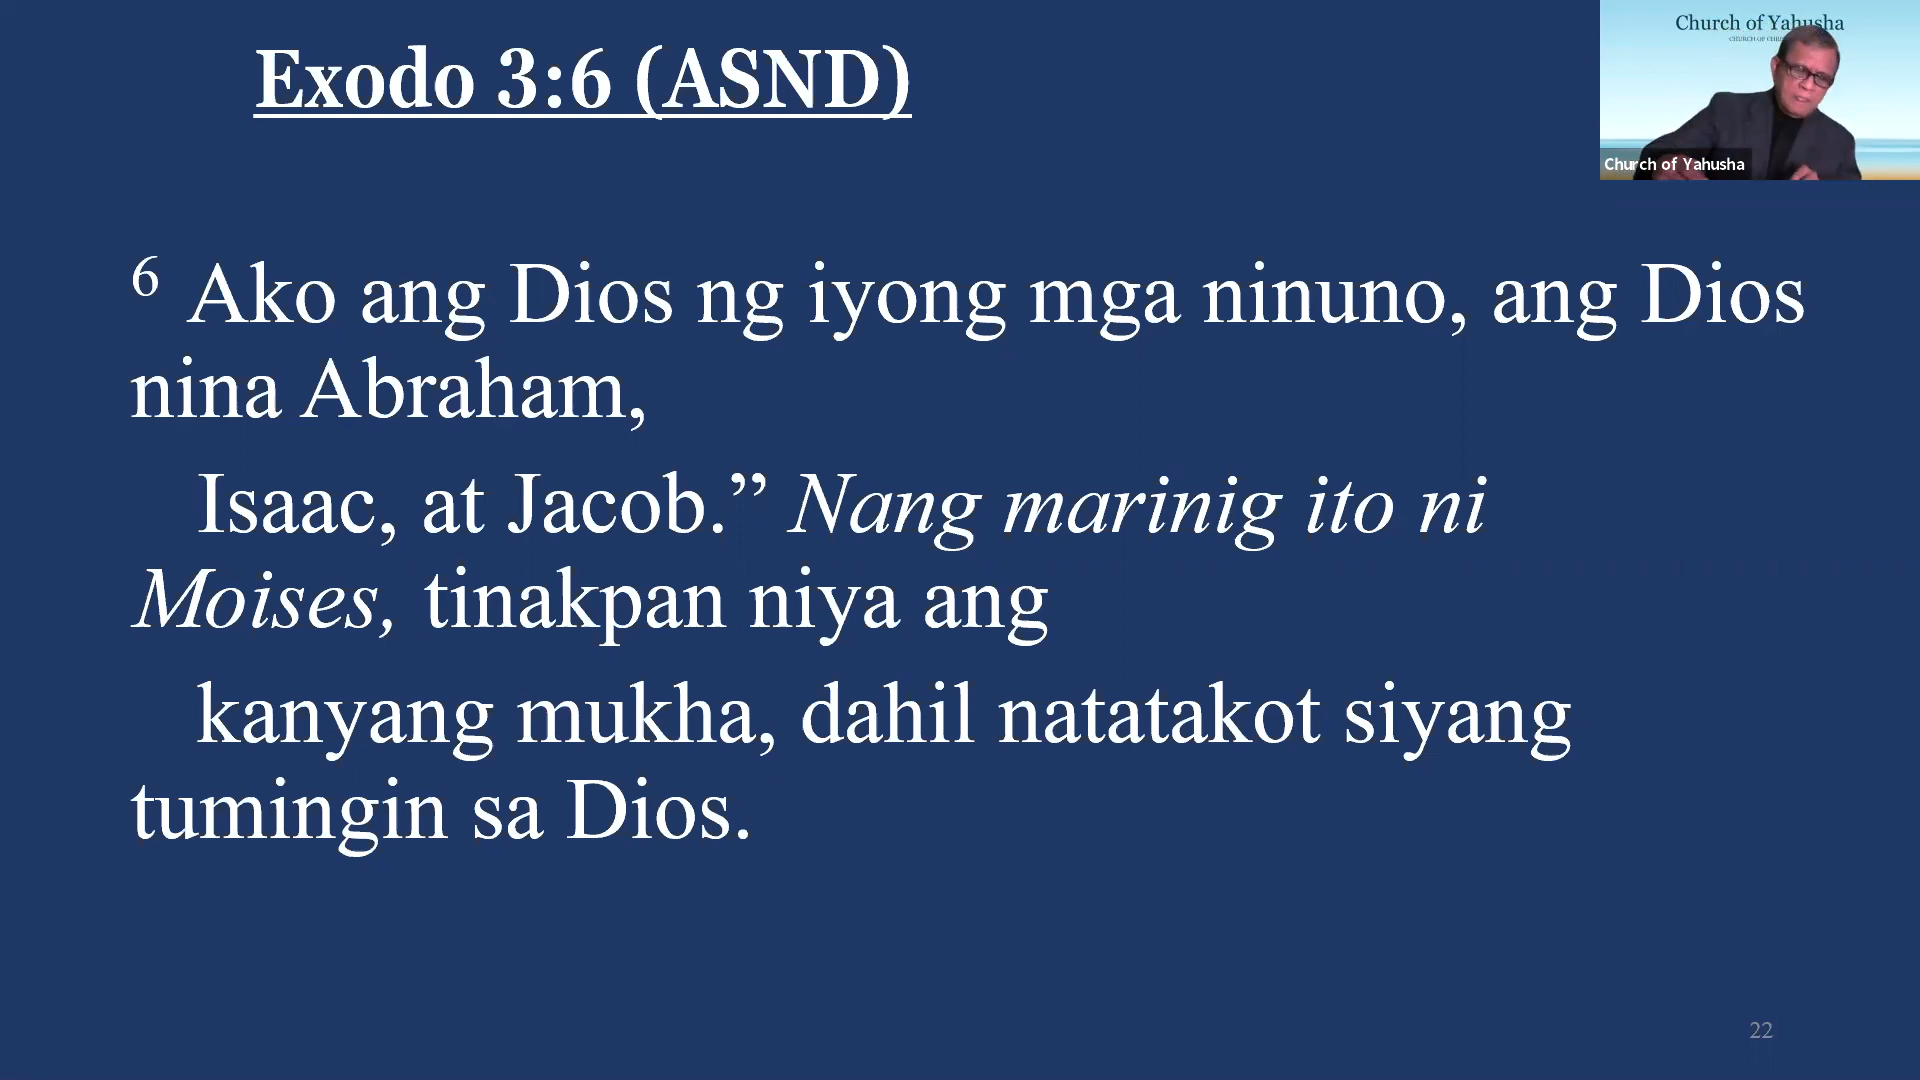 Exodo 3:6 (ASND)
Church of Yahusha
Church of Yahusha
6 Ako ang Dios ng iyong mga ninuno, ang Dios
nina Abraham,
Isaac, at Jacob.” Nang marinig ito ni
Moises, tinakpan niya ang
kanyang mukha, dahil natatakot siyang
tumingin sa Dios.
22